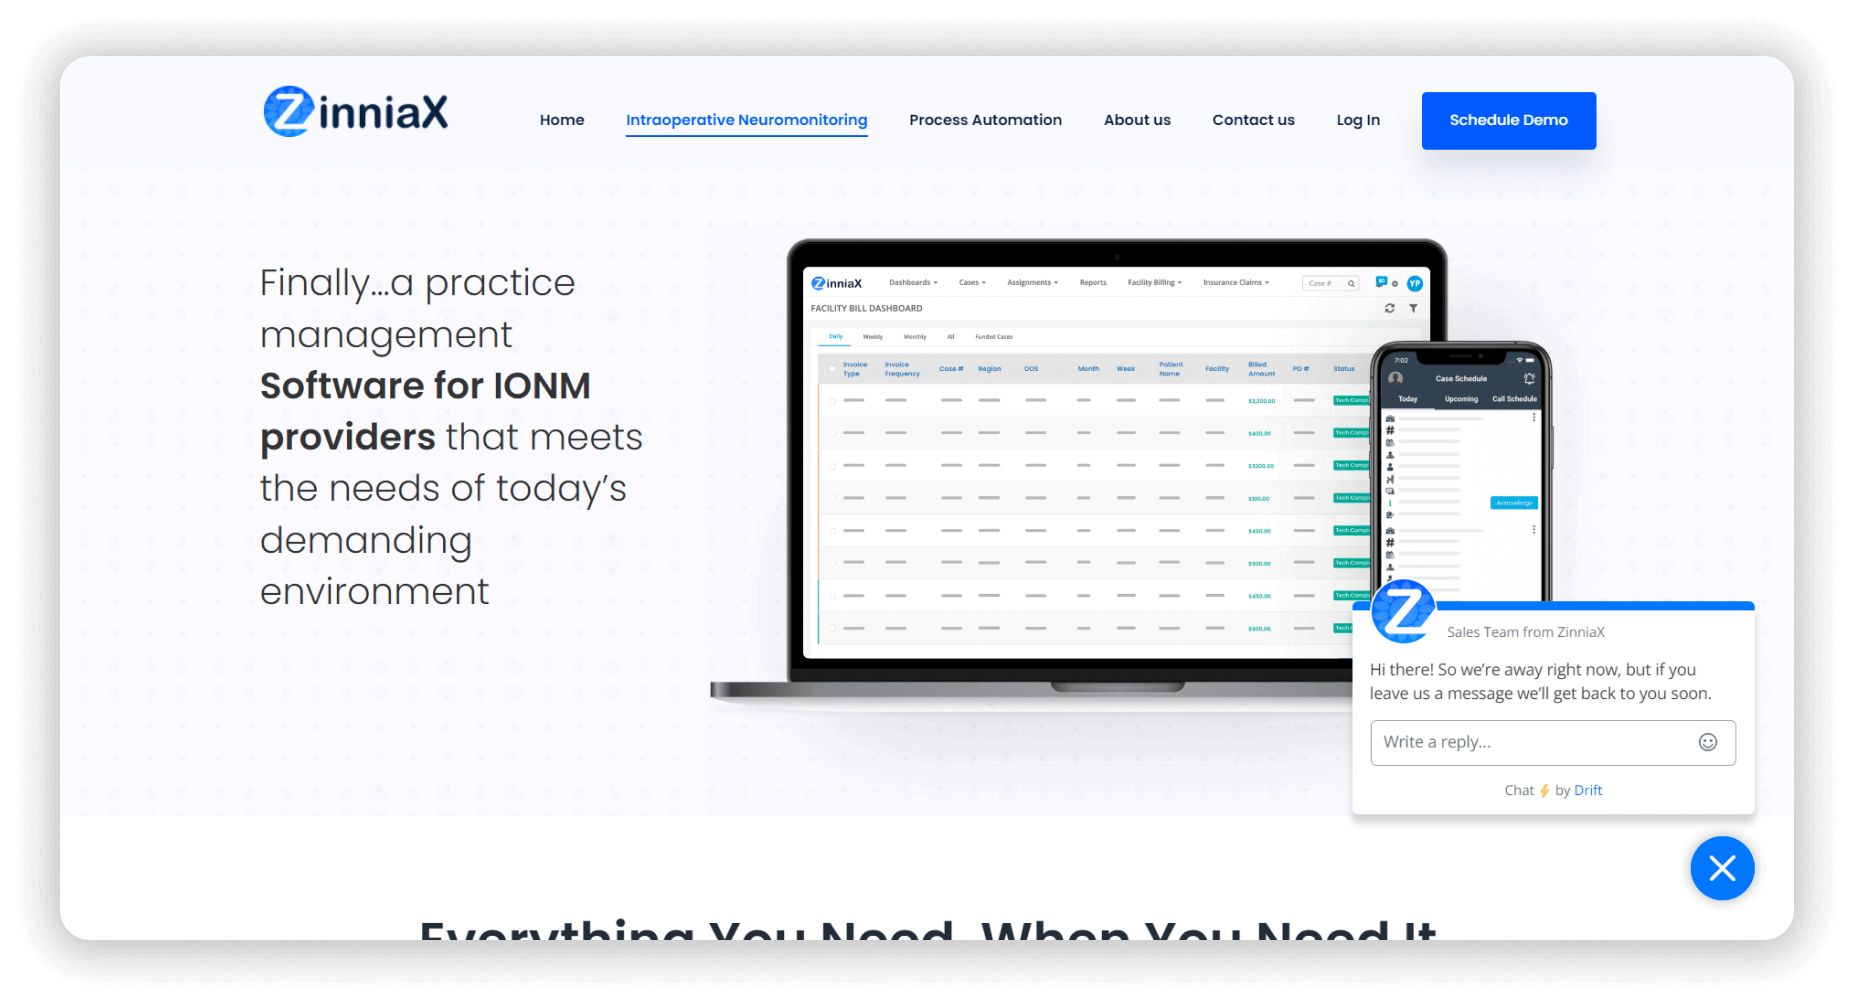 ZinniaX
Home
Intraoperative Neuromonitoring
Process Automation
About us
Contact us
Log In
Schedule Demo
Finally...a practice
management
Software for IONM
providers that meets
the needs of today's
demanding
environment
ZinniaX
Dashboards
Cases
Assignments
Reports
Facility Billing
Insurance Claims
Case #
YP
FACILITY BILL DASHBOARD
Daily
Weekly
Monthly
All
Funded Cases
Invoice Type
Invoice Frequency
Case #
Region
DOS
Month
Week
Patient Name
Facility
Billed Amount
PO #
Status
$2,200.00
Tech Compl
$400.00
Tech Compl
$3200.00
Tech Compl
$100.00
Tech Compl
$450.00
Tech Compl
Tech Compl
$450.00
Tech Compl
Tech
7:02
Case Schedule
Today
Upcoming
Call Schedule
Acknowledge
Z
Sales Team from ZinniaX
Hi there! So we're away right now, but if you
leave us a message we'll get back to you soon.
Write a reply...
Chat ⚡ by Drift
Everything You Need, When You Need It